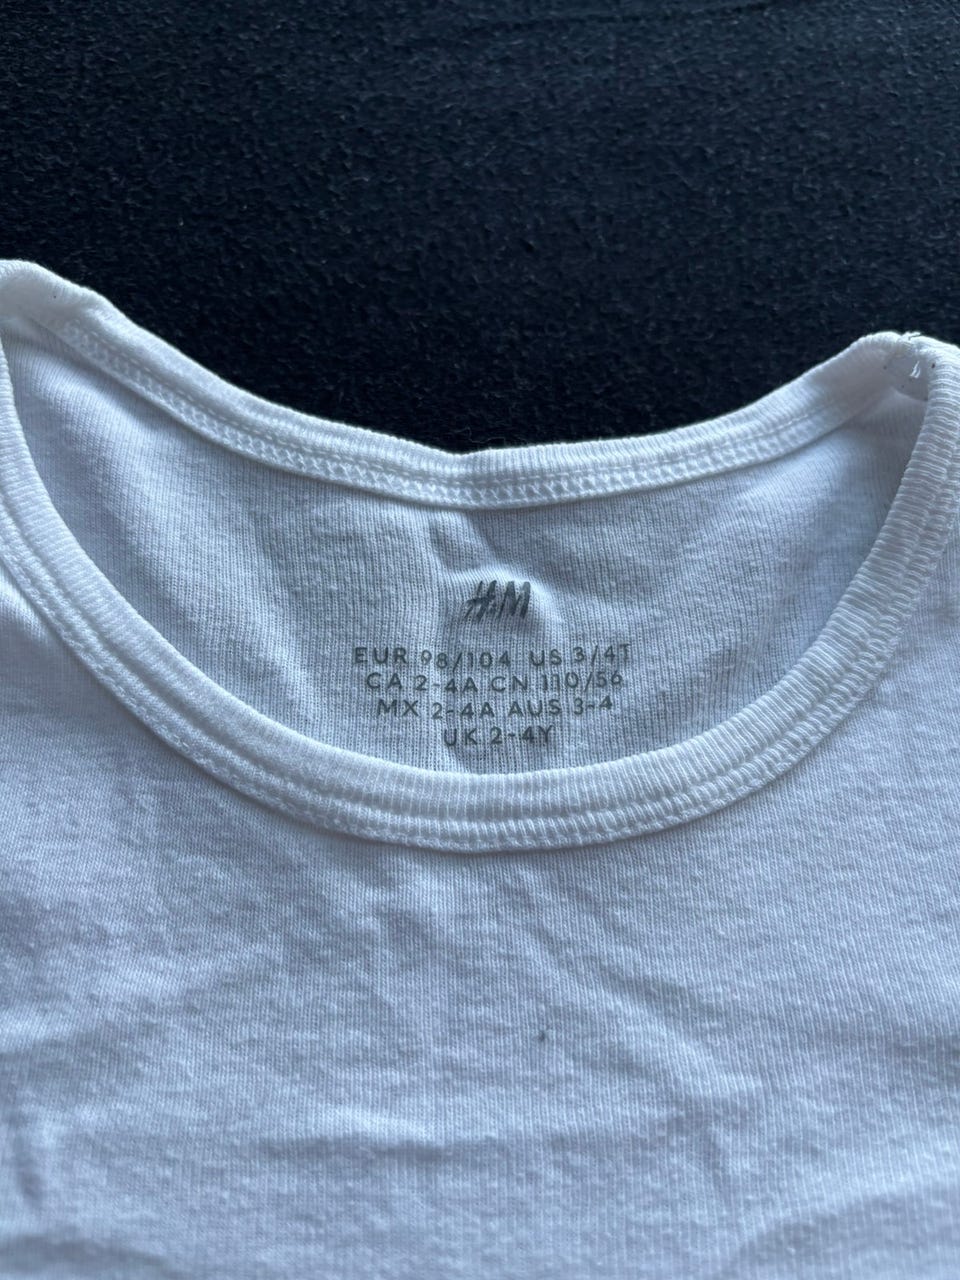 H&M
EUR 98/104 US 3/4T
CA 2-4A CN 110/56
MX 2-4A AUS 3-4
UK 2-4Y